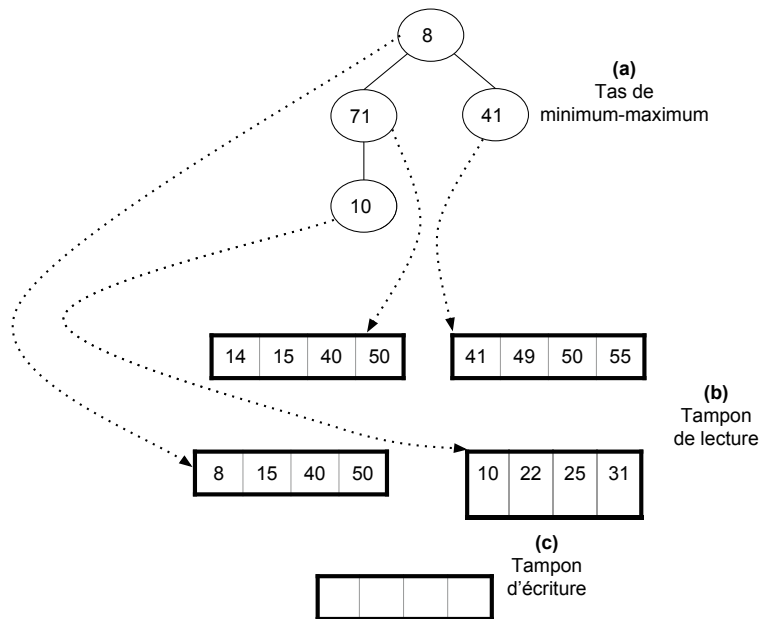 8
(a)
Tas de
minimum-maximum
71
41
10
14 15 40 50
41 49 50 55
(b)
Tampon
de lecture
8 15 40 50
10 22 25 31
(c)
Tampon
d’écriture